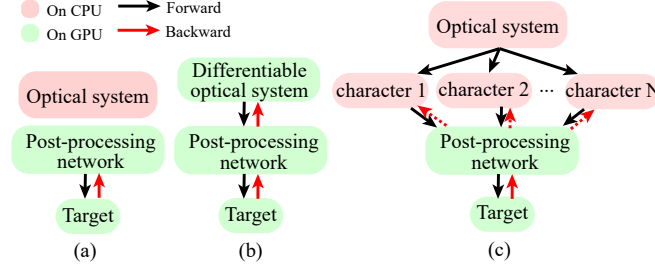 On CPU
Forward
On GPU
Backward
Optical system
Post-processing
network
Target
(a)
Differentiable
optical system
Post-processing
network
Target
(b)
Optical system
character 1
character 2
...
character N
Post-processing
network
Target
(c)